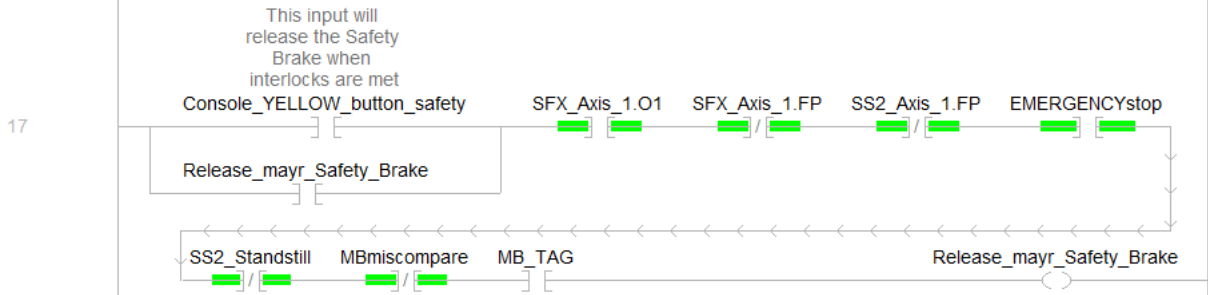 This input will
release the Safety
Brake when
interlocks are met
Console_YELLOW_button_safety SFX_Axis_1.O1 SFX_Axis_1.FP SS2_Axis_1.FP EMERGENCYstop
17
Release_mayr_Safety_Brake
SS2_Standstill MBmiscompare MB_TAG Release_mayr_Safety_Brake